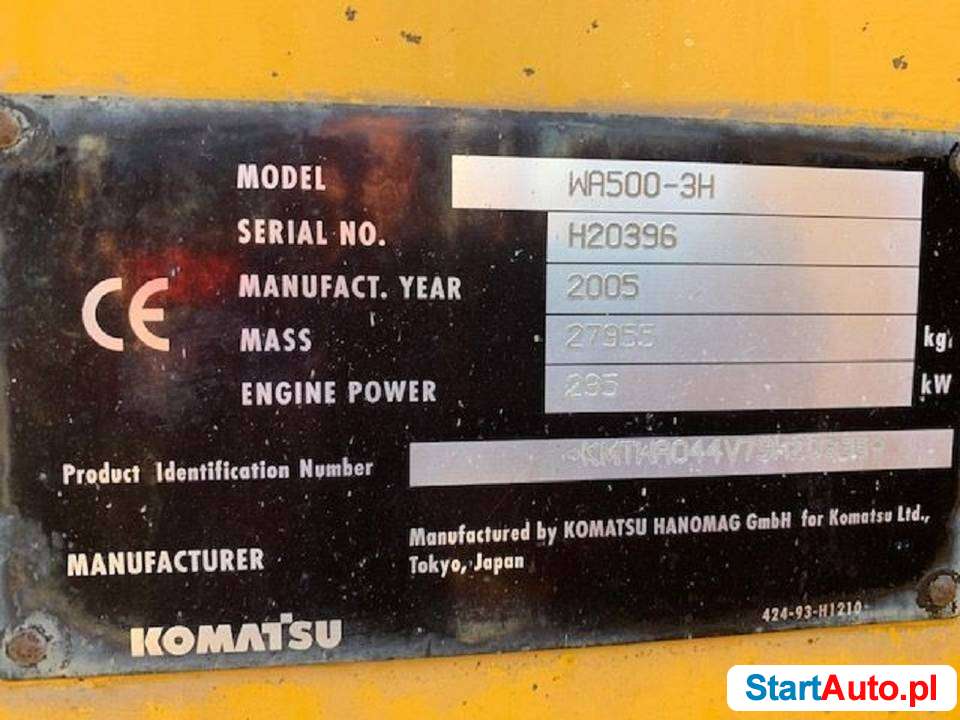 MODEL WA500-3H
SERIAL NO. H20396
MANUFACT. YEAR 2005
CE
MASS 27955 kg
ENGINE POWER 295 kW
Product Identification Number
Manufactured by KOMATSU HANOMAG GmbH for Komatsu Ltd.,
MANUFACTURER Tokyo, Japan
424-93-H1210
KOMATSU
StartAuto.pl